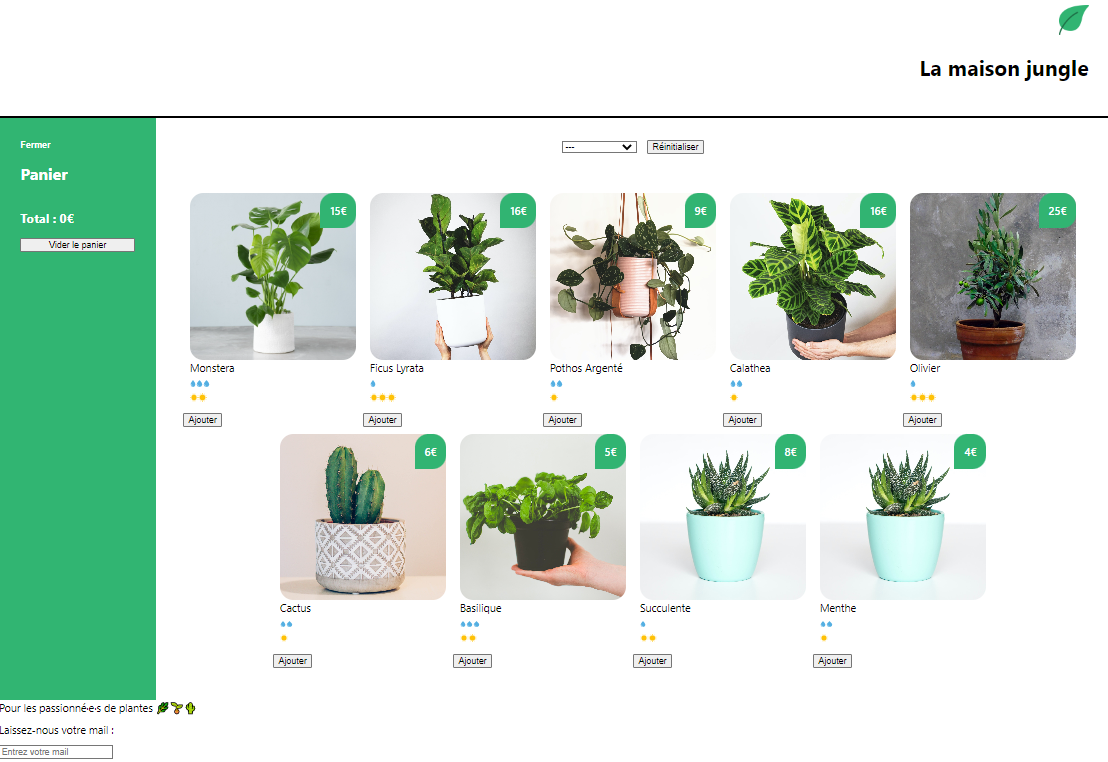 La maison jungle
Fermer
Panier
Total : 0€
Vider le panier
---
Réinitialiser
15€
16€
9€
16€
25€
Monstera
Ficus Lyrata
Pothos Argenté
Calathea
Olivier
Ajouter
Ajouter
Ajouter
Ajouter
Ajouter
6€
5€
8€
4€
Cactus
Basilique
Succulente
Menthe
Ajouter
Ajouter
Ajouter
Ajouter
Pour les passionné·e·s de plantes 🌿🌱🌵
Laissez-nous votre mail :
Entrez votre mail